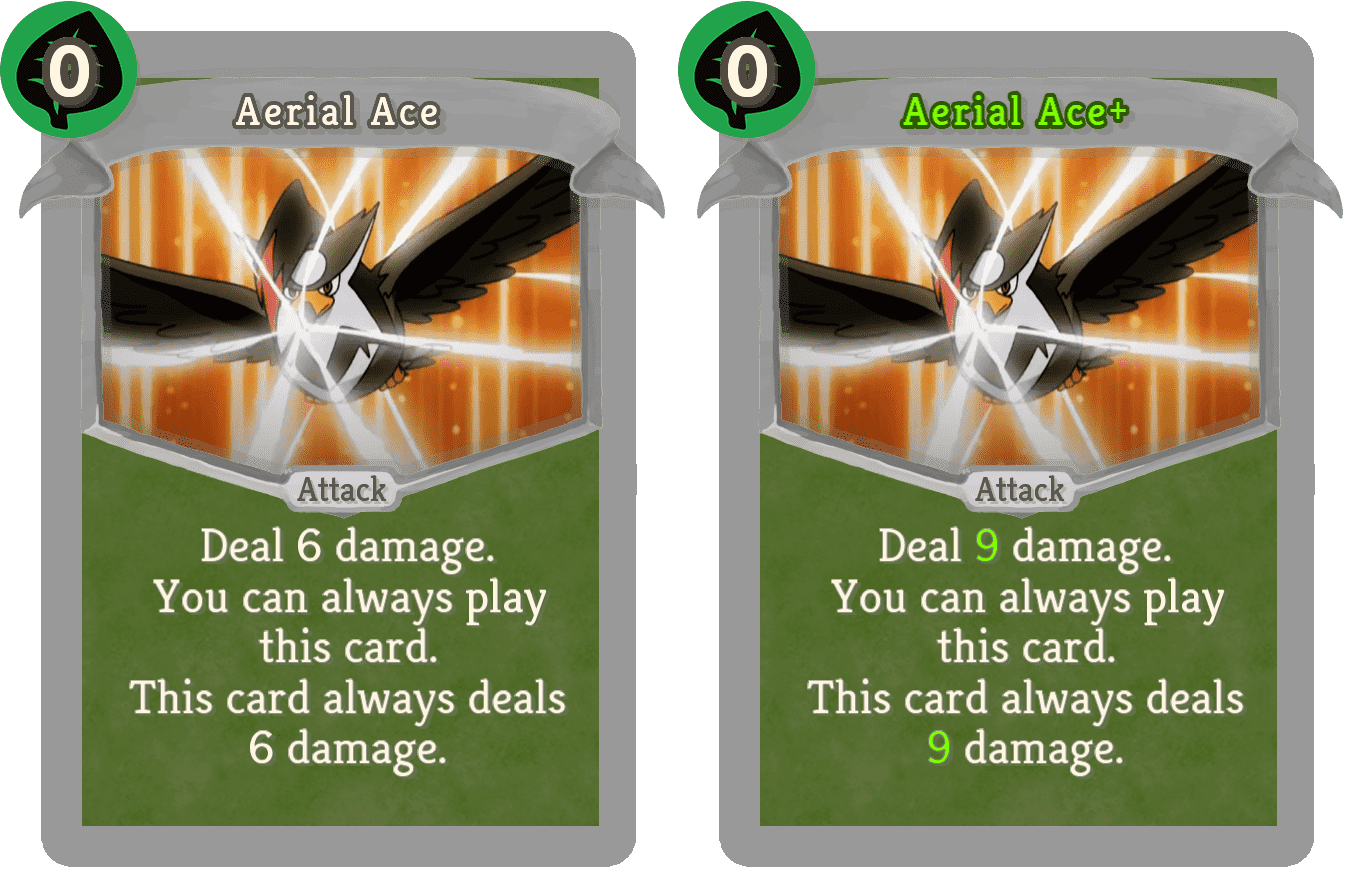 0
Aerial Ace
Attack
Deal 6 damage.
You can always play
this card.
This card always deals
6 damage.
0
Aerial Ace+
Attack
Deal 9 damage.
You can always play
this card.
This card always deals
9 damage.